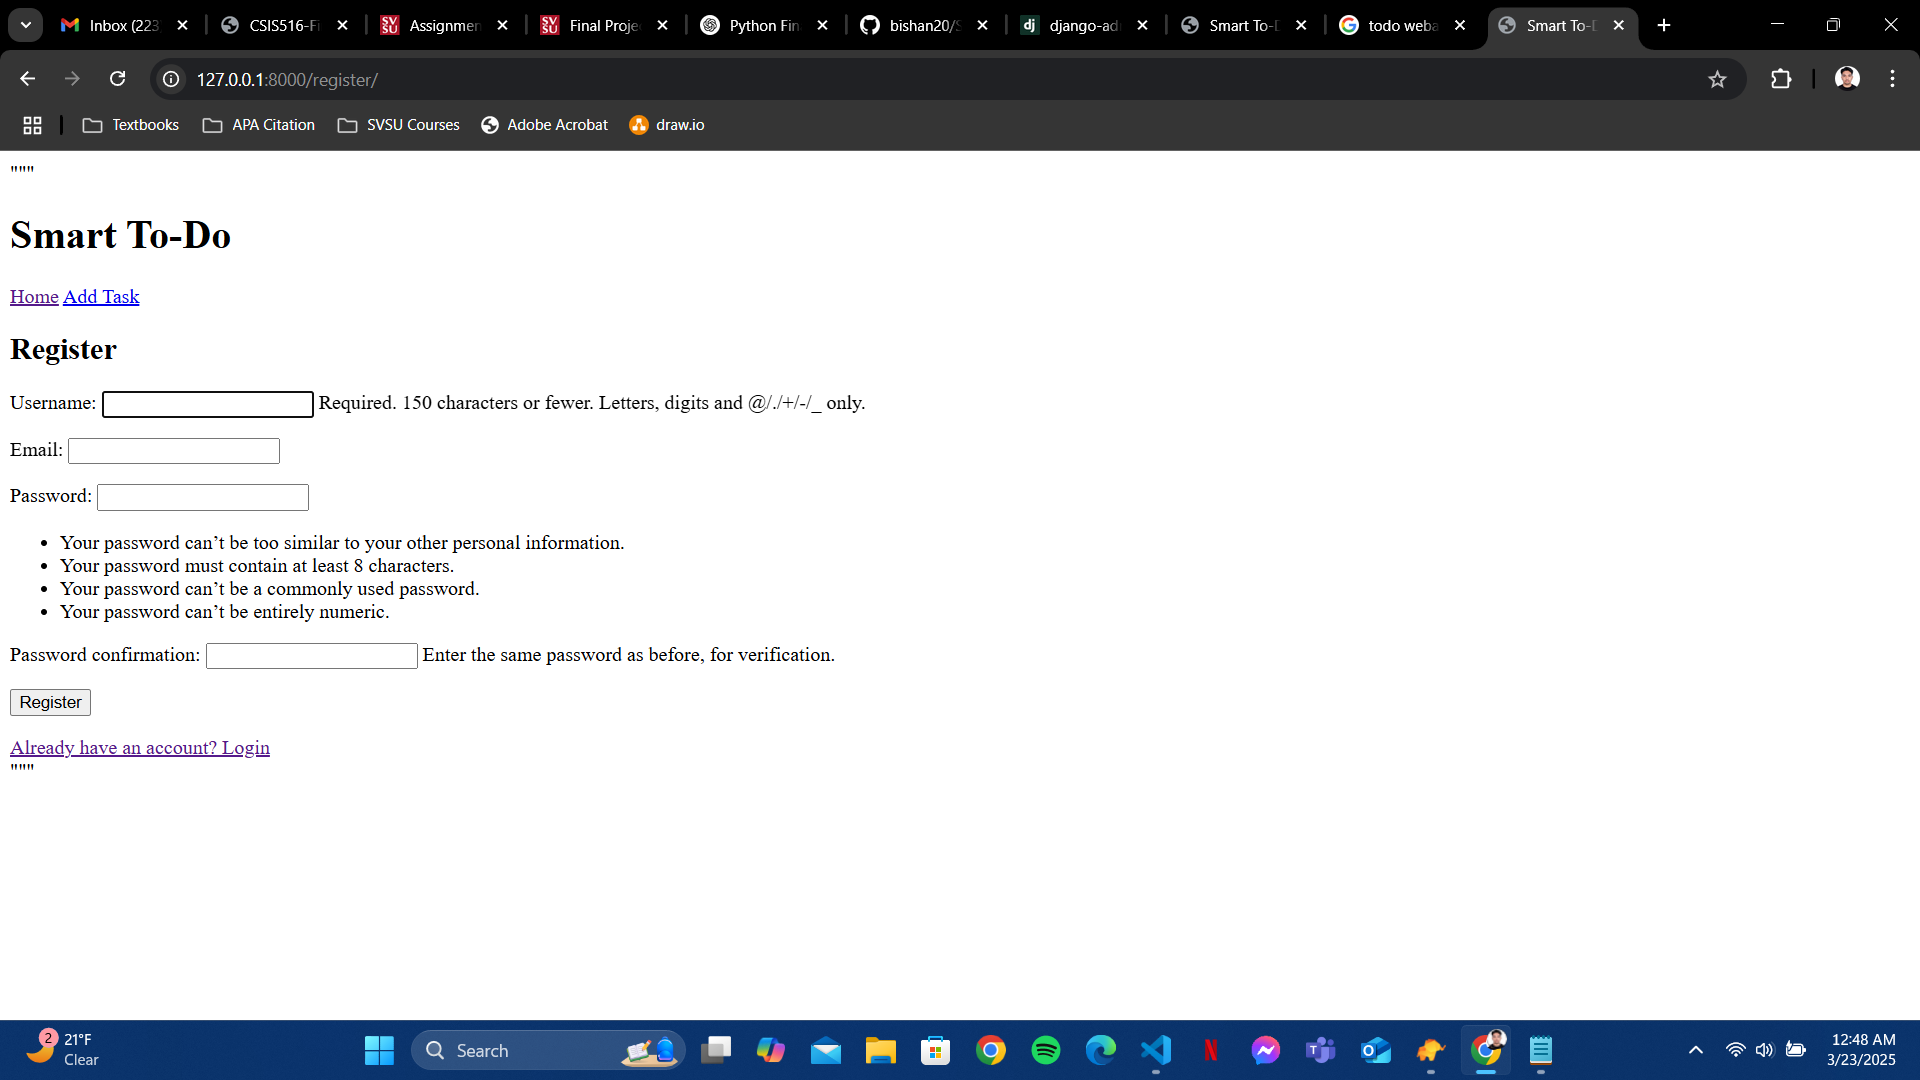 Inbox (223
CSIS516-Fi
Assignmen
Final Proje
Python Fin
bishan20/S
django-adm
Smart To-D
todo weba
Smart To-D
127.0.0.1:8000/register/
Textbooks
APA Citation
SVSU Courses
Adobe Acrobat
draw.io
"""
Smart To-Do
Home Add Task
Register
Username: Required. 150 characters or fewer. Letters, digits and @/./+/-/_ only.
Email:
Password:
Your password can’t be too similar to your other personal information.
Your password must contain at least 8 characters.
Your password can’t be a commonly used password.
Your password can’t be entirely numeric.
Password confirmation: Enter the same password as before, for verification.
Register
Already have an account? Login
"""
2
21°F
Clear
Search
12:48 AM
3/23/2025